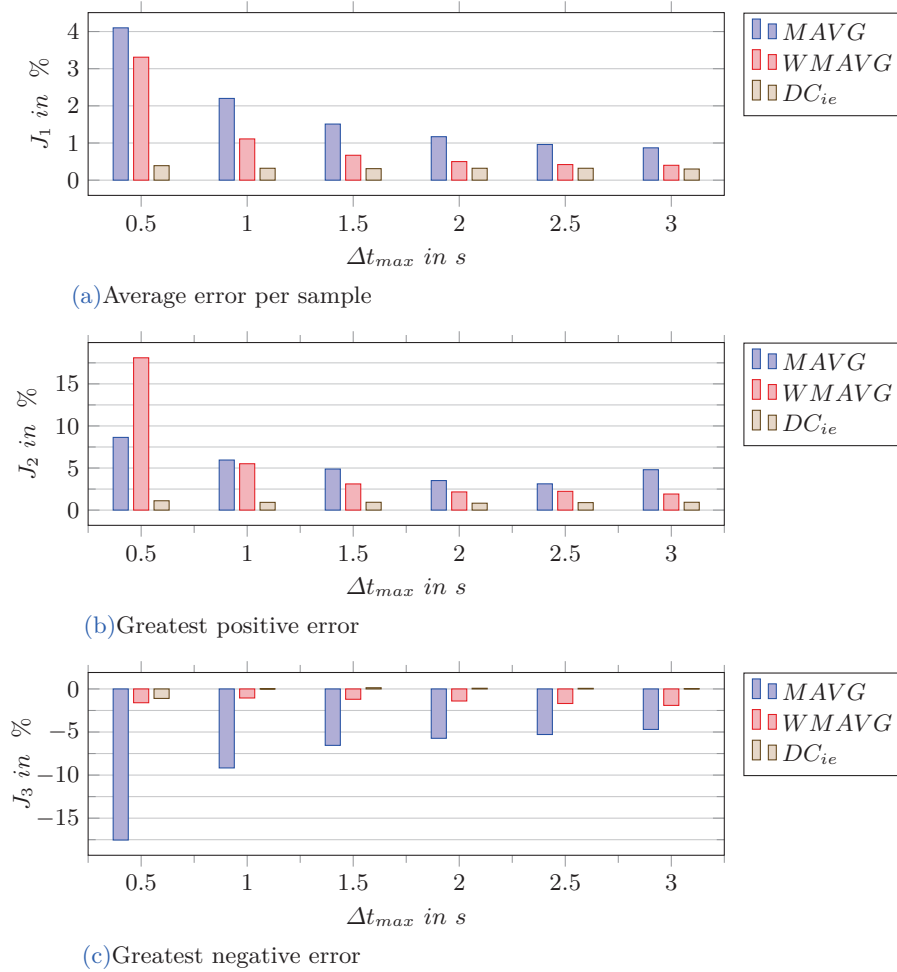 J1 in %
4
3
2
1
0
0.5 1 1.5 2 2.5 3
Δtmax in s
MAVG
WMAVG
DCie
(a)Average error per sample
J2 in %
15
10
5
0
0.5 1 1.5 2 2.5 3
Δtmax in s
MAVG
WMAVG
DCie
(b)Greatest positive error
J3 in %
0
−5
−10
−15
0.5 1 1.5 2 2.5 3
Δtmax in s
MAVG
WMAVG
DCie
(c)Greatest negative error